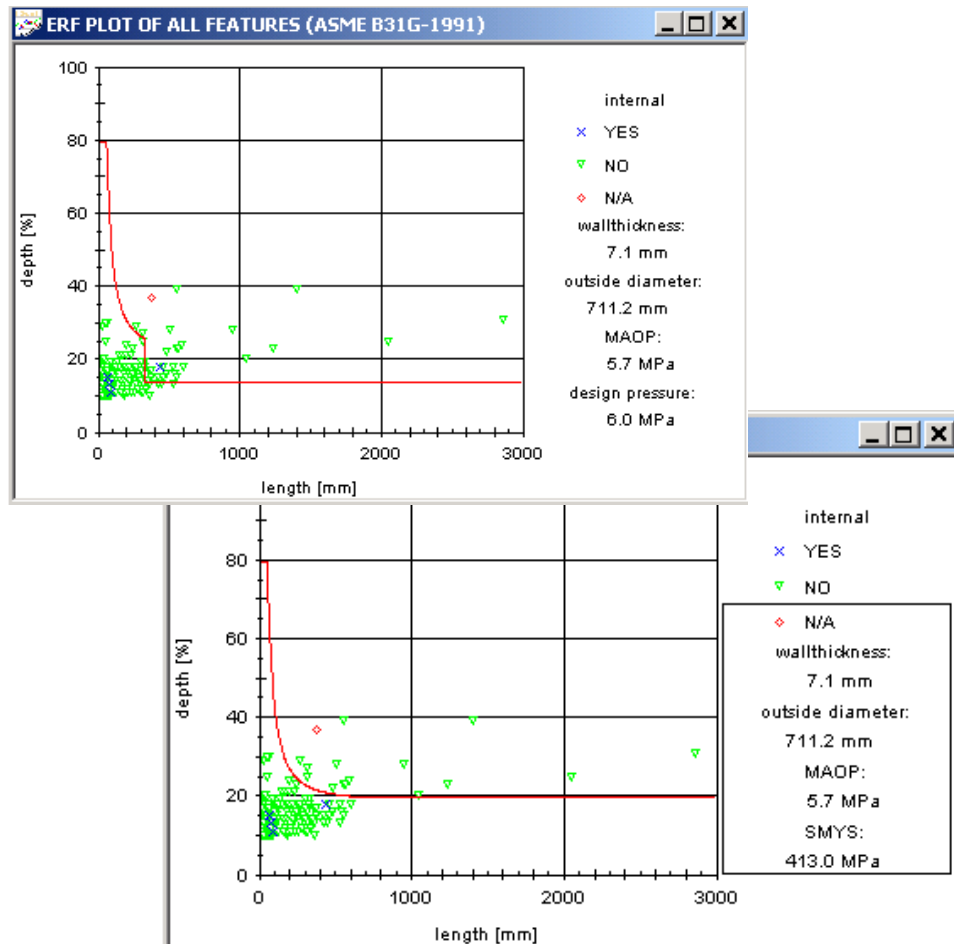 ERF PLOT OF ALL FEATURES (ASME B31G-1991)
100
80
60
40
20
0
depth [%]
0
1000
2000
3000
length [mm]
internal
YES
NO
N/A
wallthickness:
7.1 mm
outside diameter:
711.2 mm
MAOP:
5.7 MPa
design pressure:
6.0 MPa
80
60
40
20
0
depth [%]
0
1000
2000
3000
length [mm]
internal
YES
NO
N/A
wallthickness:
7.1 mm
outside diameter:
711.2 mm
MAOP:
5.7 MPa
SMYS:
413.0 MPa